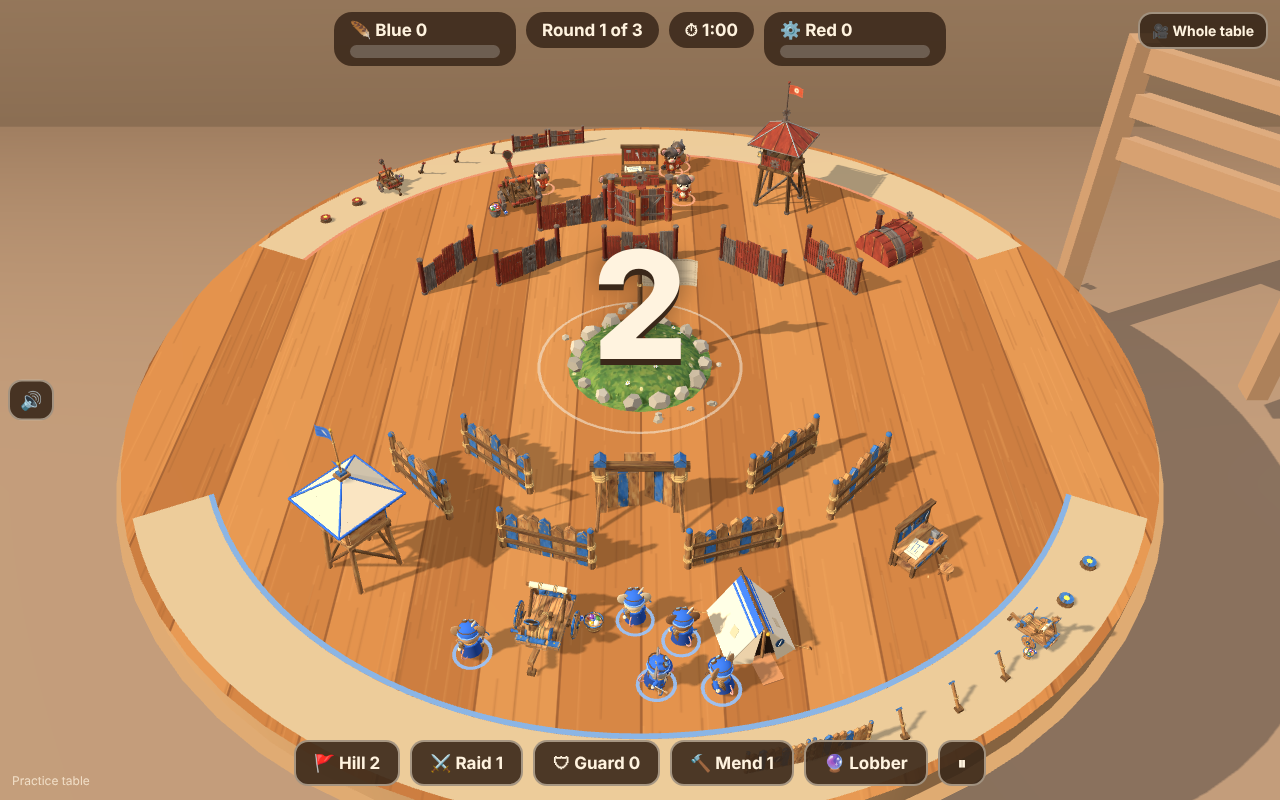 Blue 0
Round 1 of 3
1:00
Red 0
Whole table
2
Hill 2
Raid 1
Guard 0
Mend 1
Lobber
Practice table